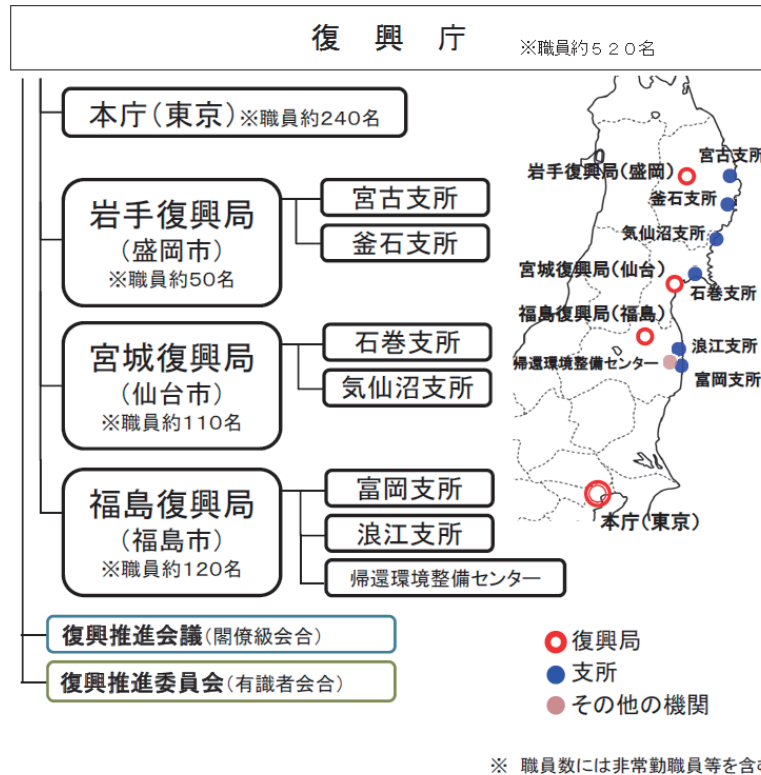 復興庁 ※職員約520名
本庁(東京)※職員約240名
岩手復興局
(盛岡市)
※職員約50名
宮古支所
釜石支所
宮城復興局
(仙台市)
※職員約110名
石巻支所
気仙沼支所
福島復興局
(福島市)
※職員約120名
富岡支所
浪江支所
帰還環境整備センター
復興推進会議(閣僚級会合)
復興推進委員会(有識者会合)
宮古支所
岩手復興局(盛岡)
釜石支所
気仙沼支所
宮城復興局(仙台)
石巻支所
福島復興局(福島)
浪江支所
帰還環境整備センター
富岡支所
本庁(東京)
復興局
支所
その他の機関
※ 職員数には非常勤職員等を含む